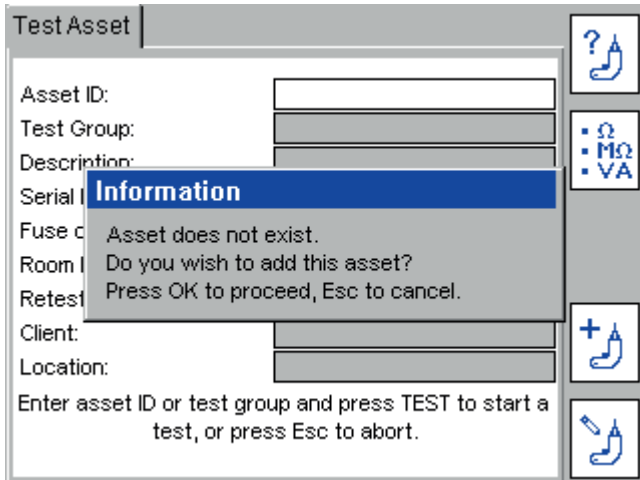 Test Asset
Asset ID:
Test Group:
Description:
Serial
Information
Fuse
Asset does not exist.
Room
Do you wish to add this asset?
Retest
Press OK to proceed, Esc to cancel.
Client:
Location:
Enter asset ID or test group and press TEST to start a
test, or press Esc to abort.
?
Ω
MΩ
VA
+